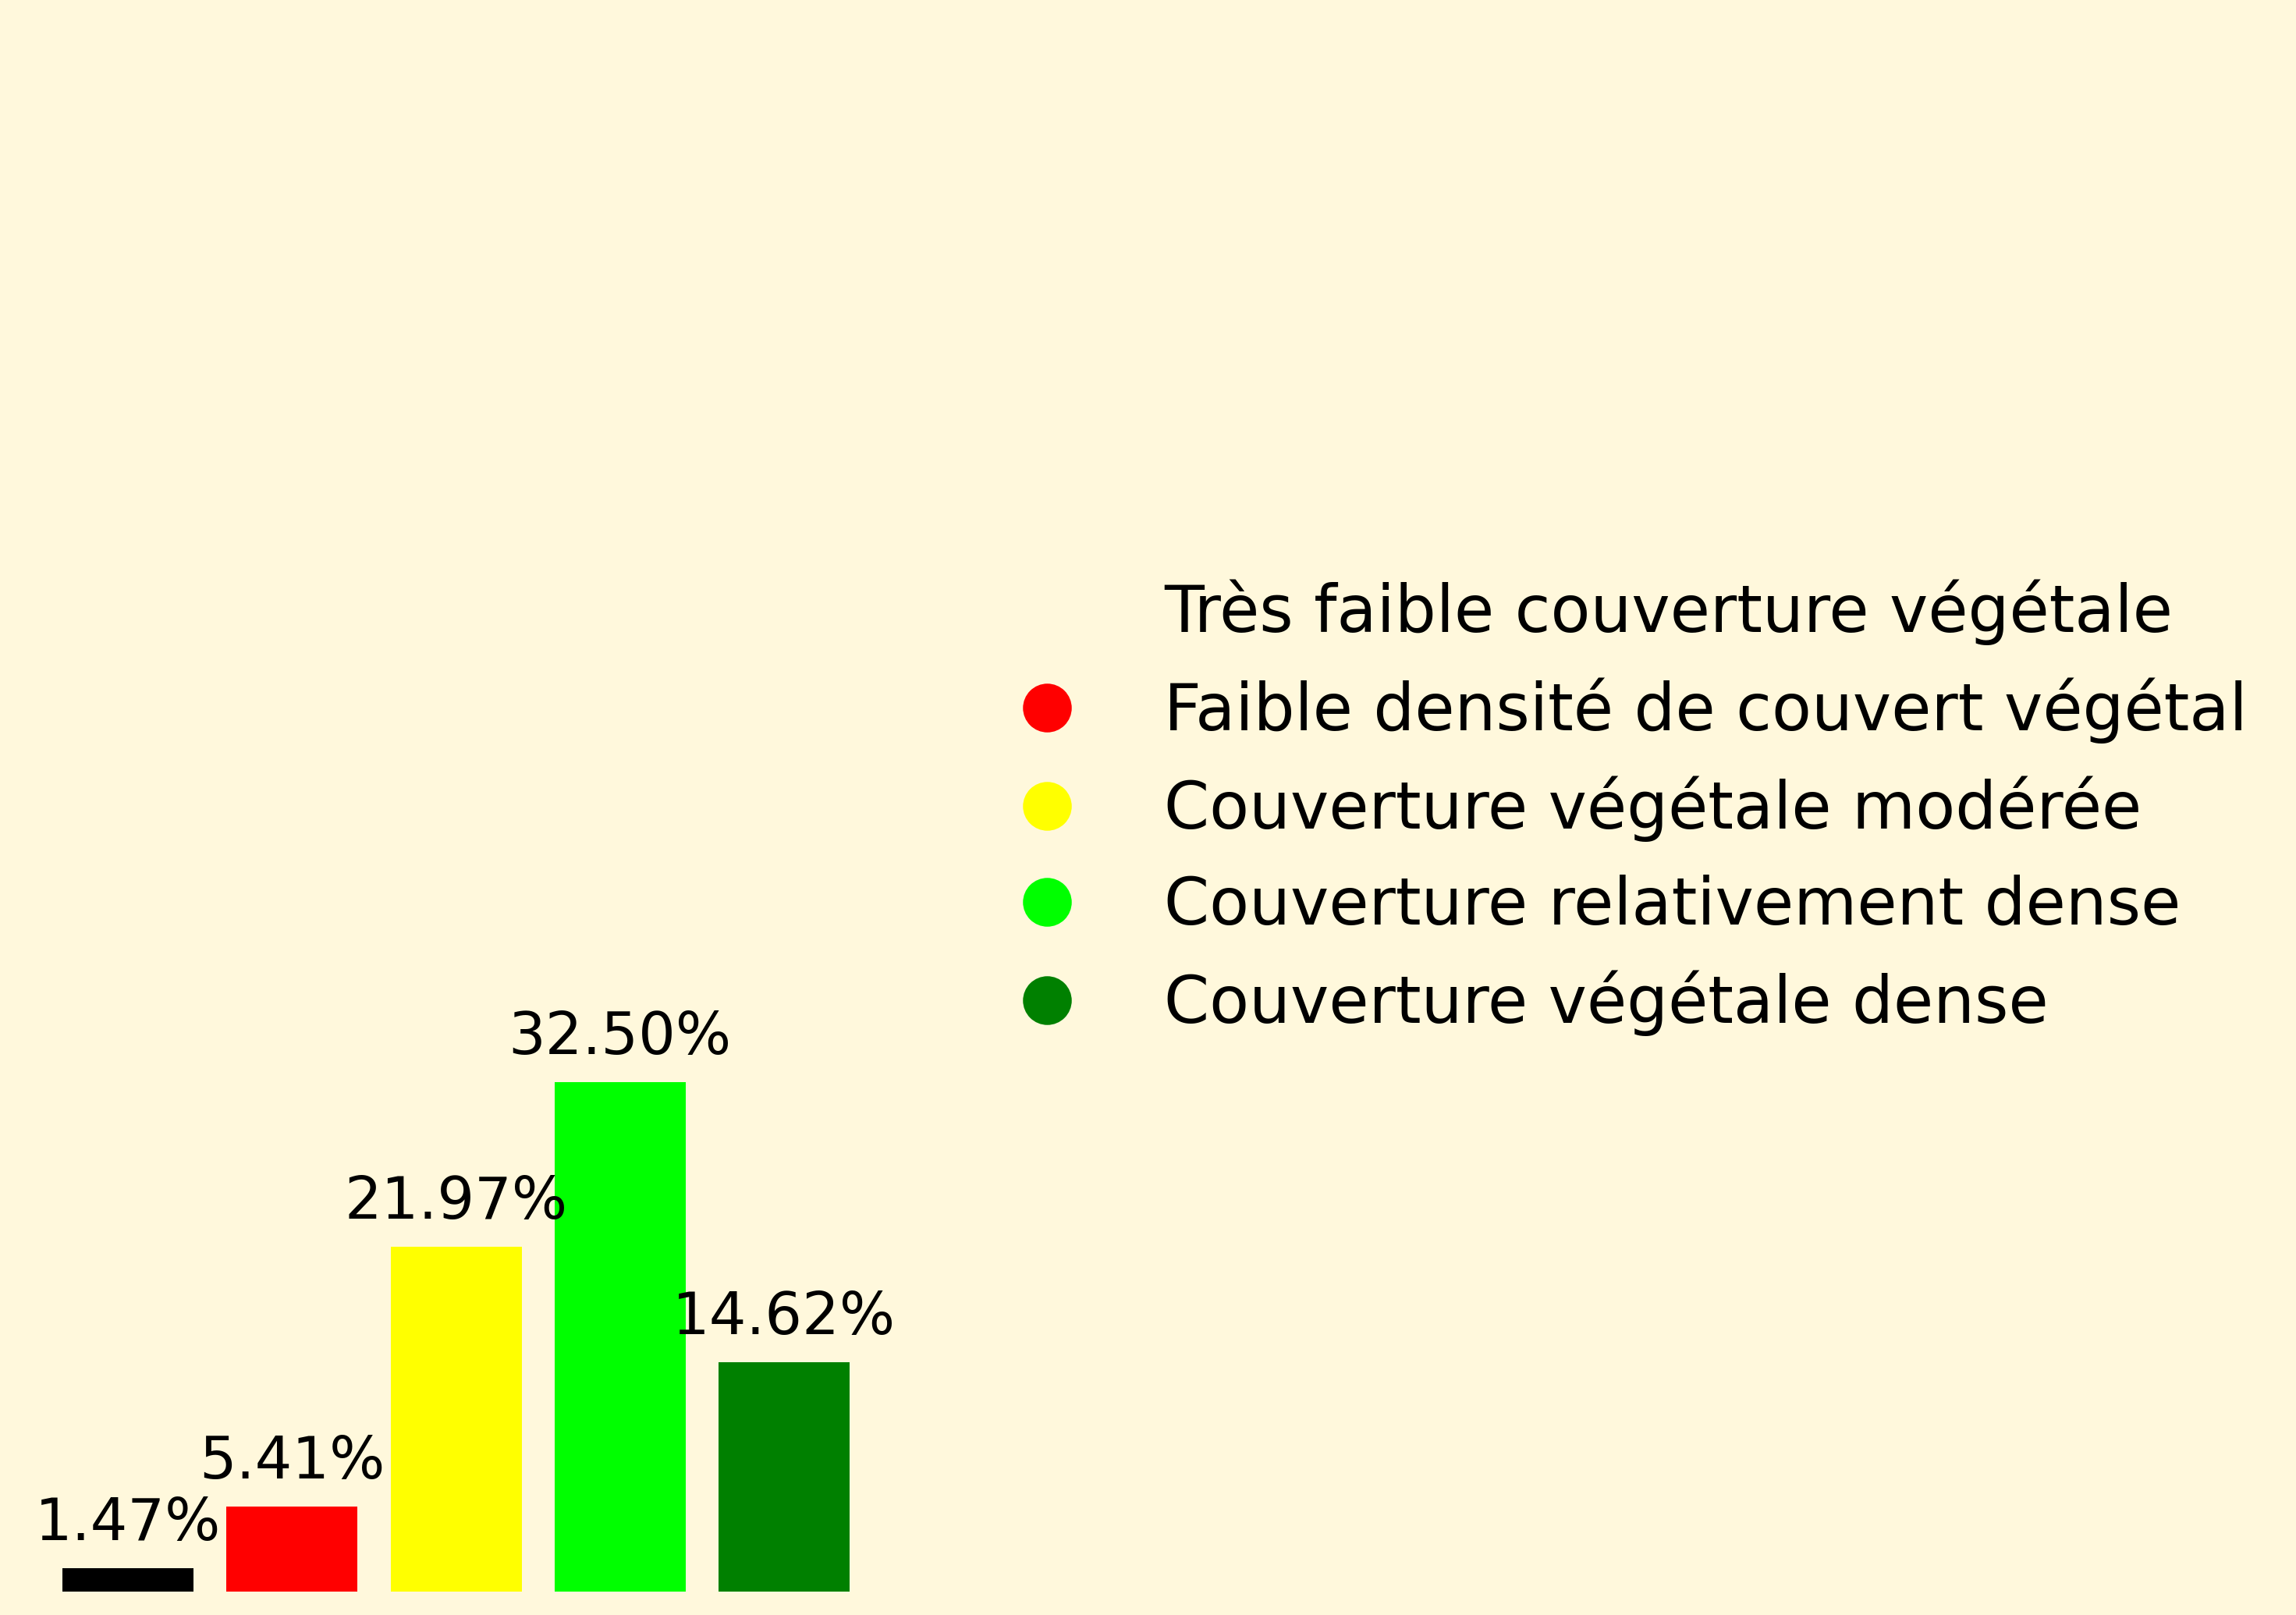 Très faible couverture végétale
Faible densité de couvert végétal
Couverture végétale modérée
Couverture relativement dense
Couverture végétale dense
32.50%
21.97%
14.62%
5.41%
1.47%